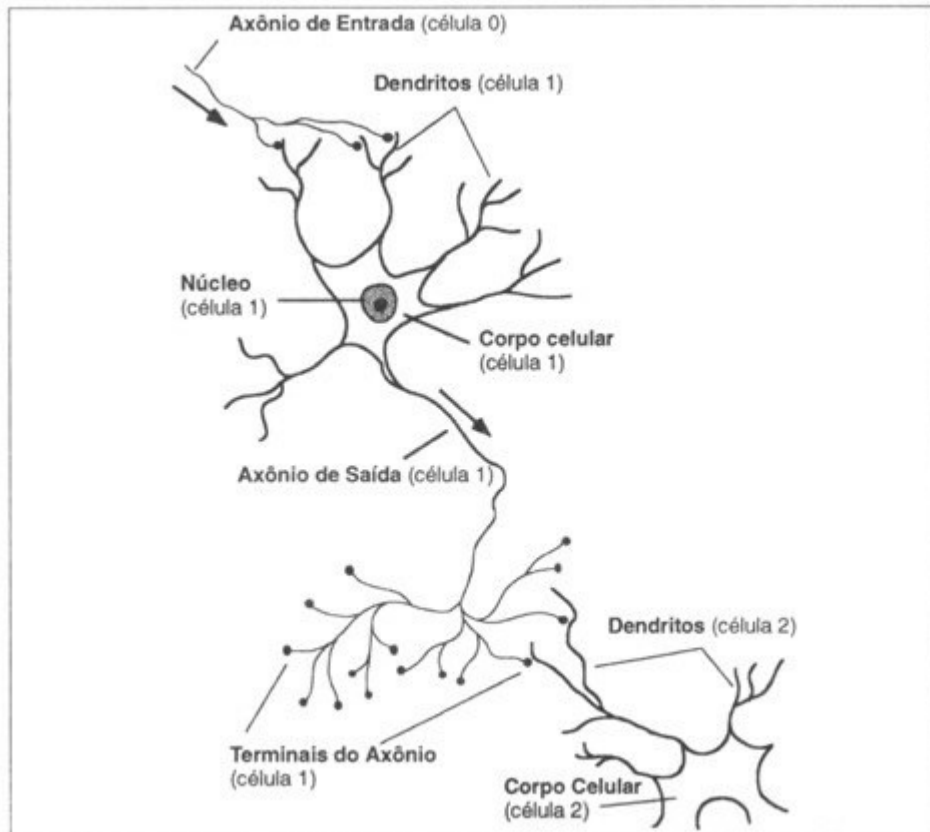 Axônio de Entrada (célula 0)
Dendritos (célula 1)
Núcleo
(célula 1)
Corpo celular
(célula 1)
Axônio de Saída (célula 1)
Dendritos (célula 2)
Terminais do Axônio
(célula 1)
Corpo Celular
(célula 2)